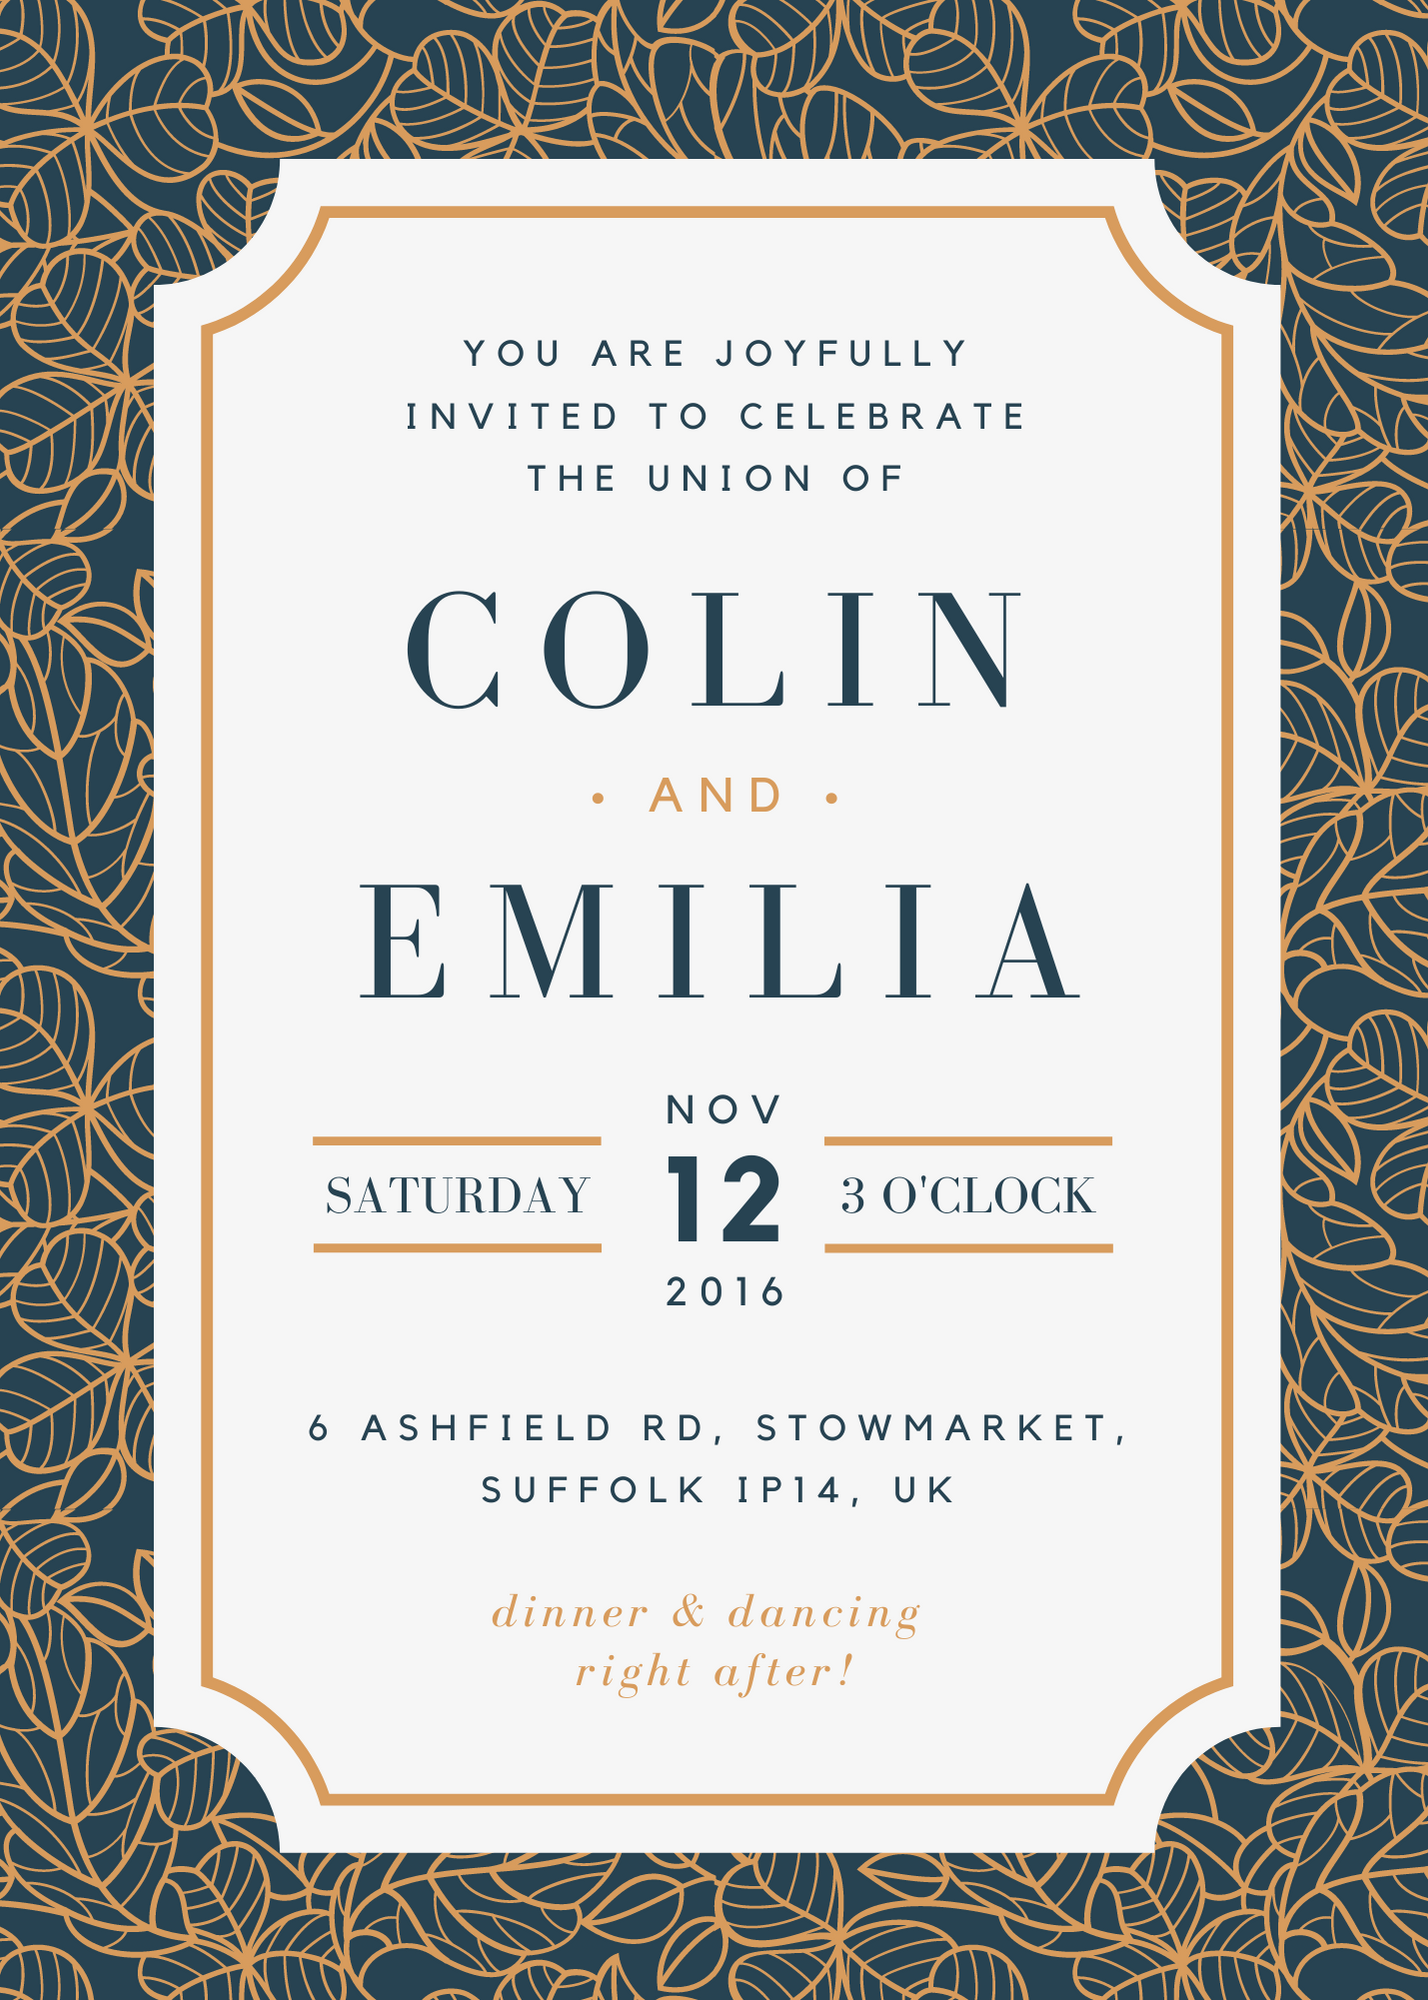 YOU ARE JOYFULLY
INVITED TO CELEBRATE
THE UNION OF
COLIN
• AND •
EMILIA
NOV
SATURDAY 12 3 O'CLOCK
2016
6 ASHFIELD RD, STOWMARKET,
SUFFOLK IP14, UK
dinner & dancing
right after!